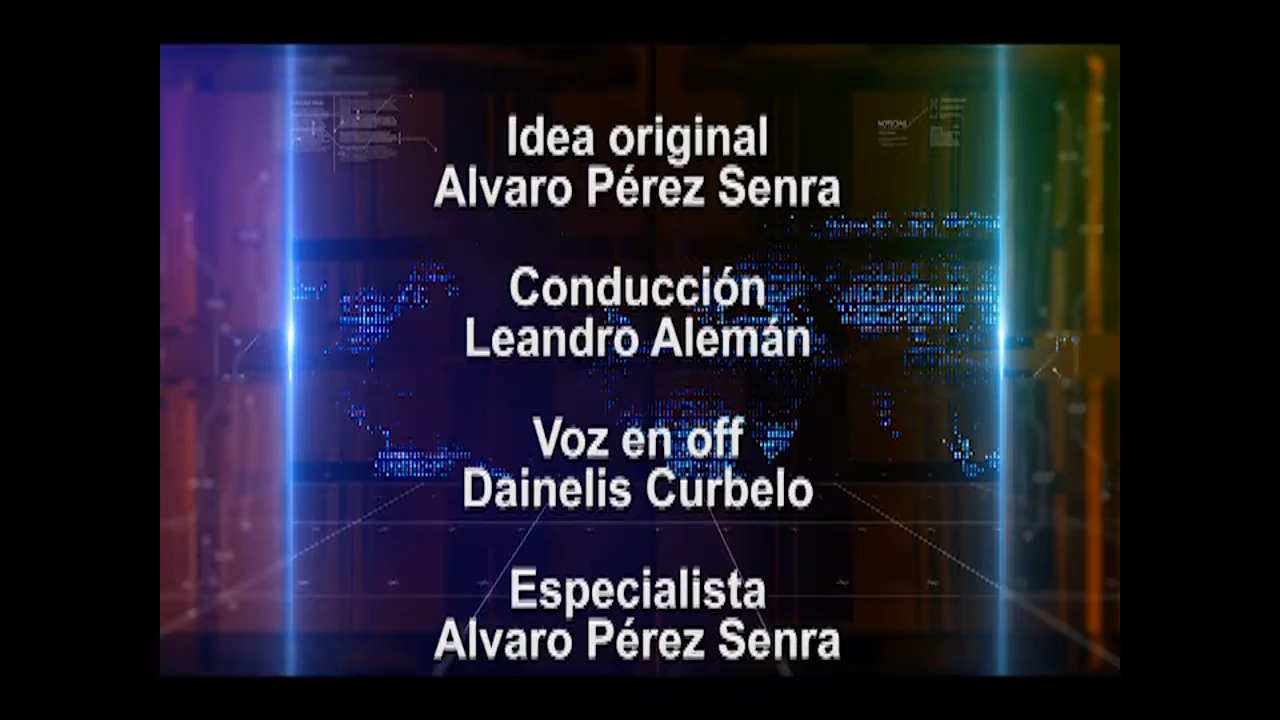 Idea original
Alvaro Pérez Senra
Conducción
Leandro Alemán
Voz en off
Dainelis Curbelo
Especialista
Alvaro Pérez Senra